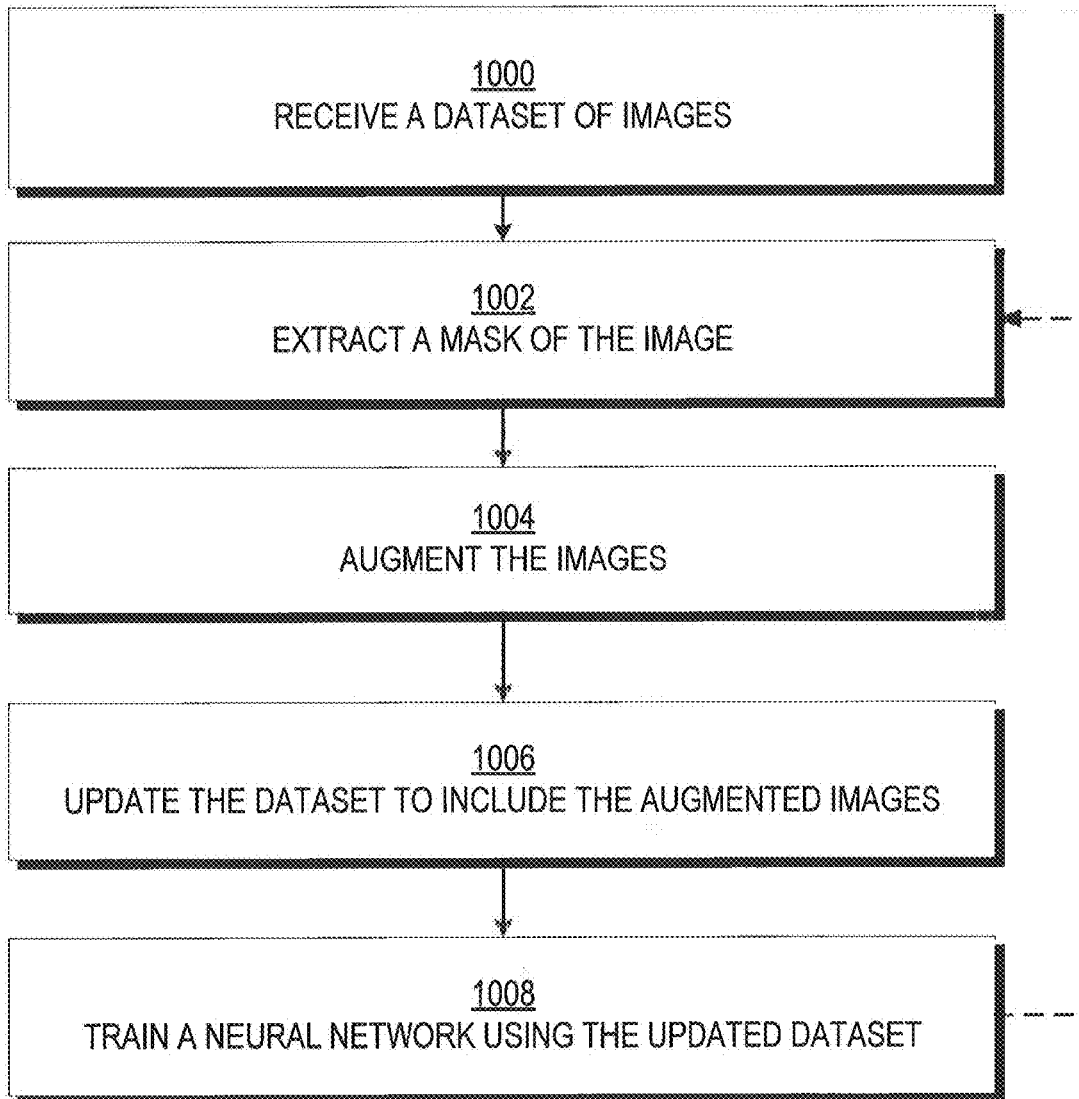 1000
RECEIVE A DATASET OF IMAGES
1002
EXTRACT A MASK OF THE IMAGE
1004
AUGMENT THE IMAGES
1006
UPDATE THE DATASET TO INCLUDE THE AUGMENTED IMAGES
1008
TRAIN A NEURAL NETWORK USING THE UPDATED DATASET